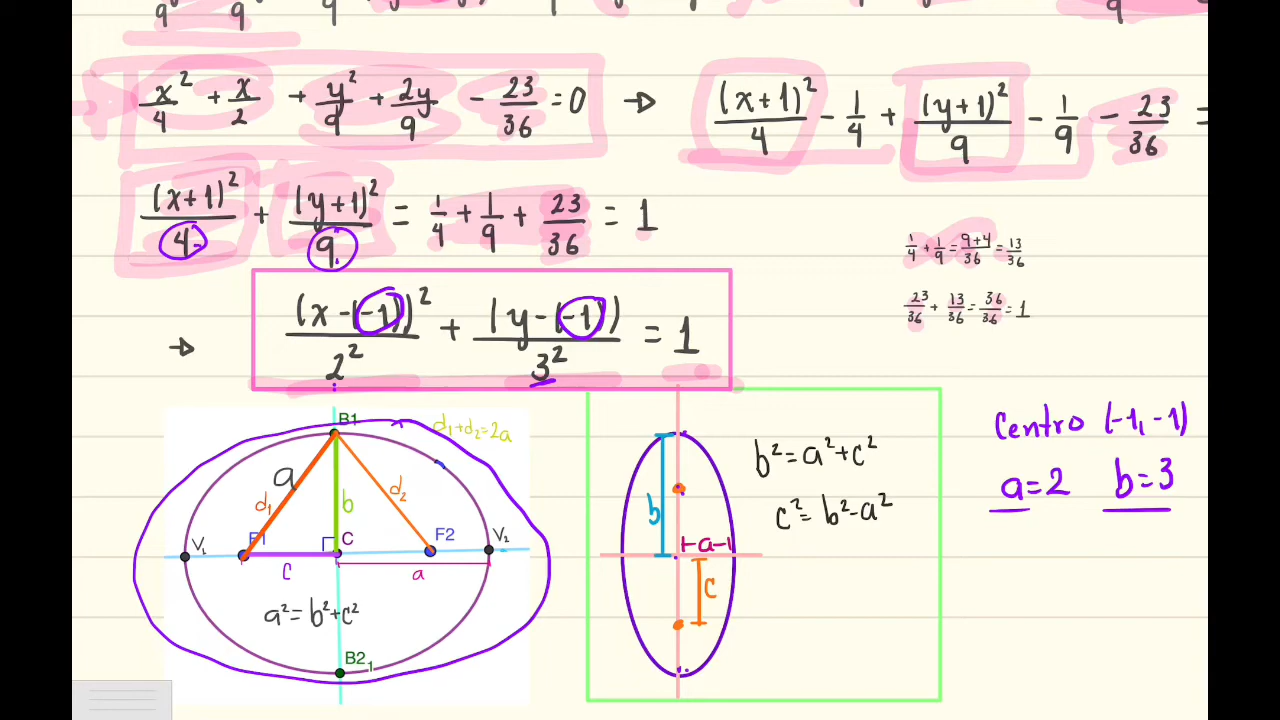 x²/4 + x/2 + y²/9 + 2y/9 - 23/36 = 0 → (x+1)²/4 - 1/4 + (y+1)²/9 - 1/9 - 23/36 =
(x+1)²/4 + (y+1)²/9 = 1/4 + 1/9 + 23/36 = 1
1/4 + 1/9 = 9+4/36 = 13/36
23/36 + 13/36 = 36/36 = 1
→ (x-(-1))²/2² + (y-(-1))/3² = 1
B1
d₁+d₂=2a
a
d₁
b
d₂
F1
C
F2
V₁
V₂
c
a
a² = b²+c²
B2₁
b
a
c
b² = a²+c²
c² = b²-a²
Centro (-1,-1)
a=2 b=3